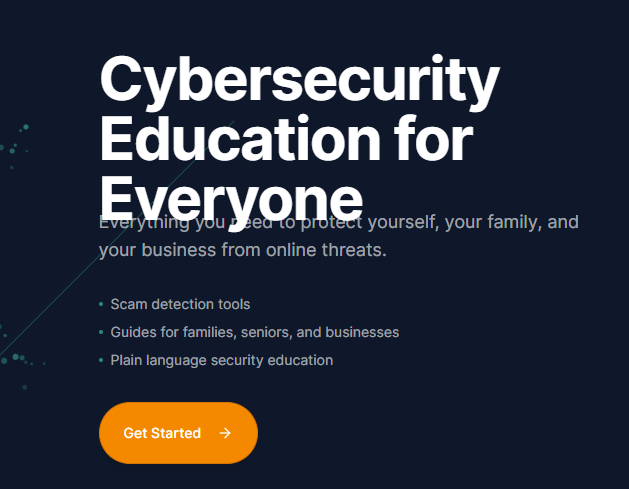 Cybersecurity
Education for
Everyone
Everything you need to protect yourself, your family, and
your business from online threats.
Scam detection tools
Guides for families, seniors, and businesses
Plain language security education
Get Started →